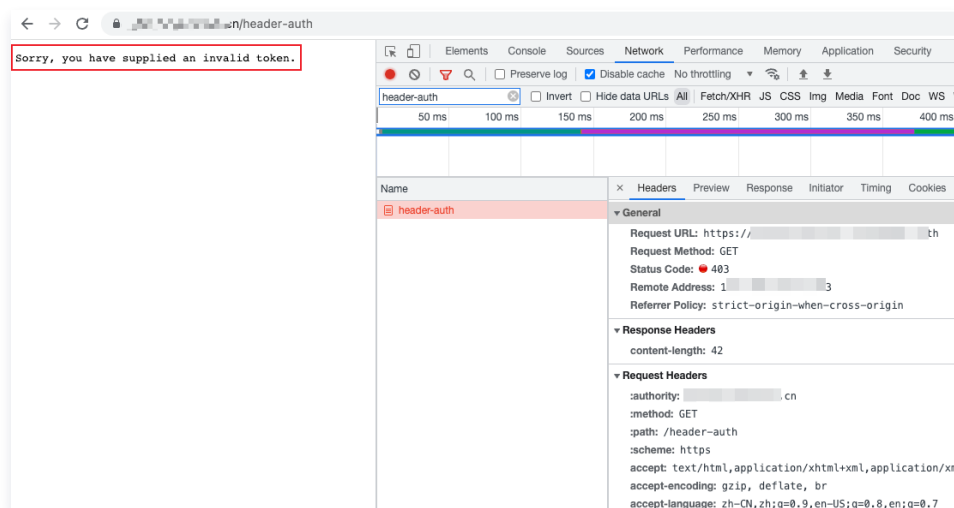 n/header-auth
Sorry, you have supplied an invalid token.
Elements Console Sources Network Performance Memory Application Security
Preserve log Disable cache No throttling
header-auth Invert Hide data URLs All Fetch/XHR JS CSS Img Media Font Doc WS
50 ms 100 ms 150 ms 200 ms 250 ms 300 ms 350 ms 400 ms
Name × Headers Preview Response Initiator Timing Cookies
header-auth
General
Request URL: https:// th
Request Method: GET
Status Code: 403
Remote Address: 1 3
Referrer Policy: strict-origin-when-cross-origin
Response Headers
content-length: 42
Request Headers
:authority: .cn
:method: GET
:path: /header-auth
:scheme: https
accept: text/html,application/xhtml+xml,application/xm
accept-encoding: gzip, deflate, br
accept-language: zh-CN,zh;q=0.9,en-US;q=0.8,en;q=0.7